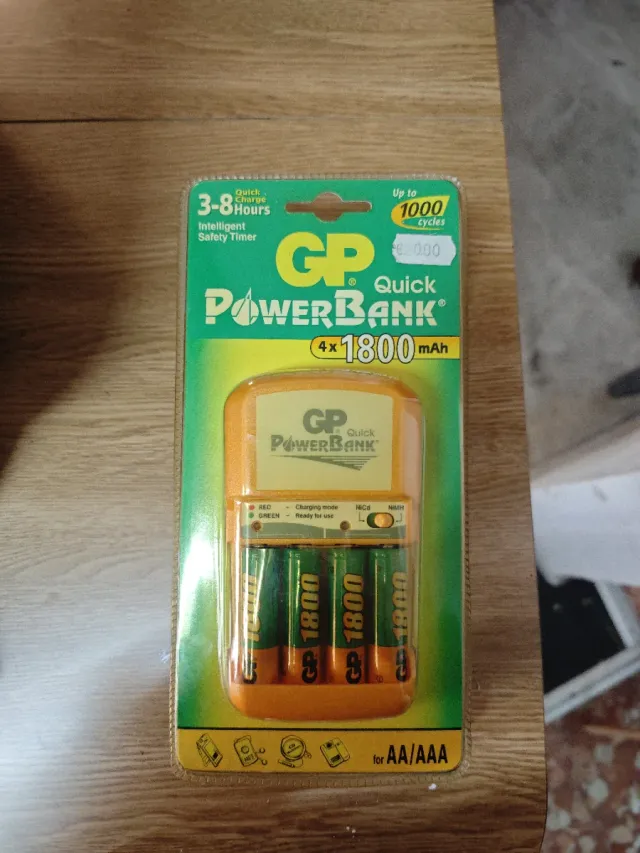 3-8 Quick Charge Hours
Intelligent
Safety Timer
Up to
1000
cycles
GP
Quick
POWERBANK
4 x 1800 mAh
GP
Quick
POWERBANK
RED – Charging mode
GREEN – Ready for use
NiCd NiMH
GP 1800
GP 1800
GP 1800
GP 1800
for AA/AAA